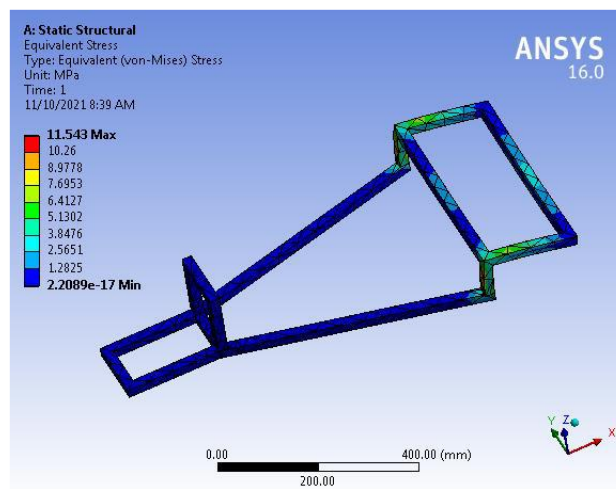 A: Static Structural
Equivalent Stress
Type: Equivalent (von-Mises) Stress
Unit: MPa
Time: 1
11/10/2021 8:39 AM
ANSYS
16.0
11.543 Max
10.26
8.9778
7.6953
6.4127
5.1302
3.8476
2.5651
1.2825
2.2089e-17 Min
0.00
400.00 (mm)
200.00
Y
Z
X